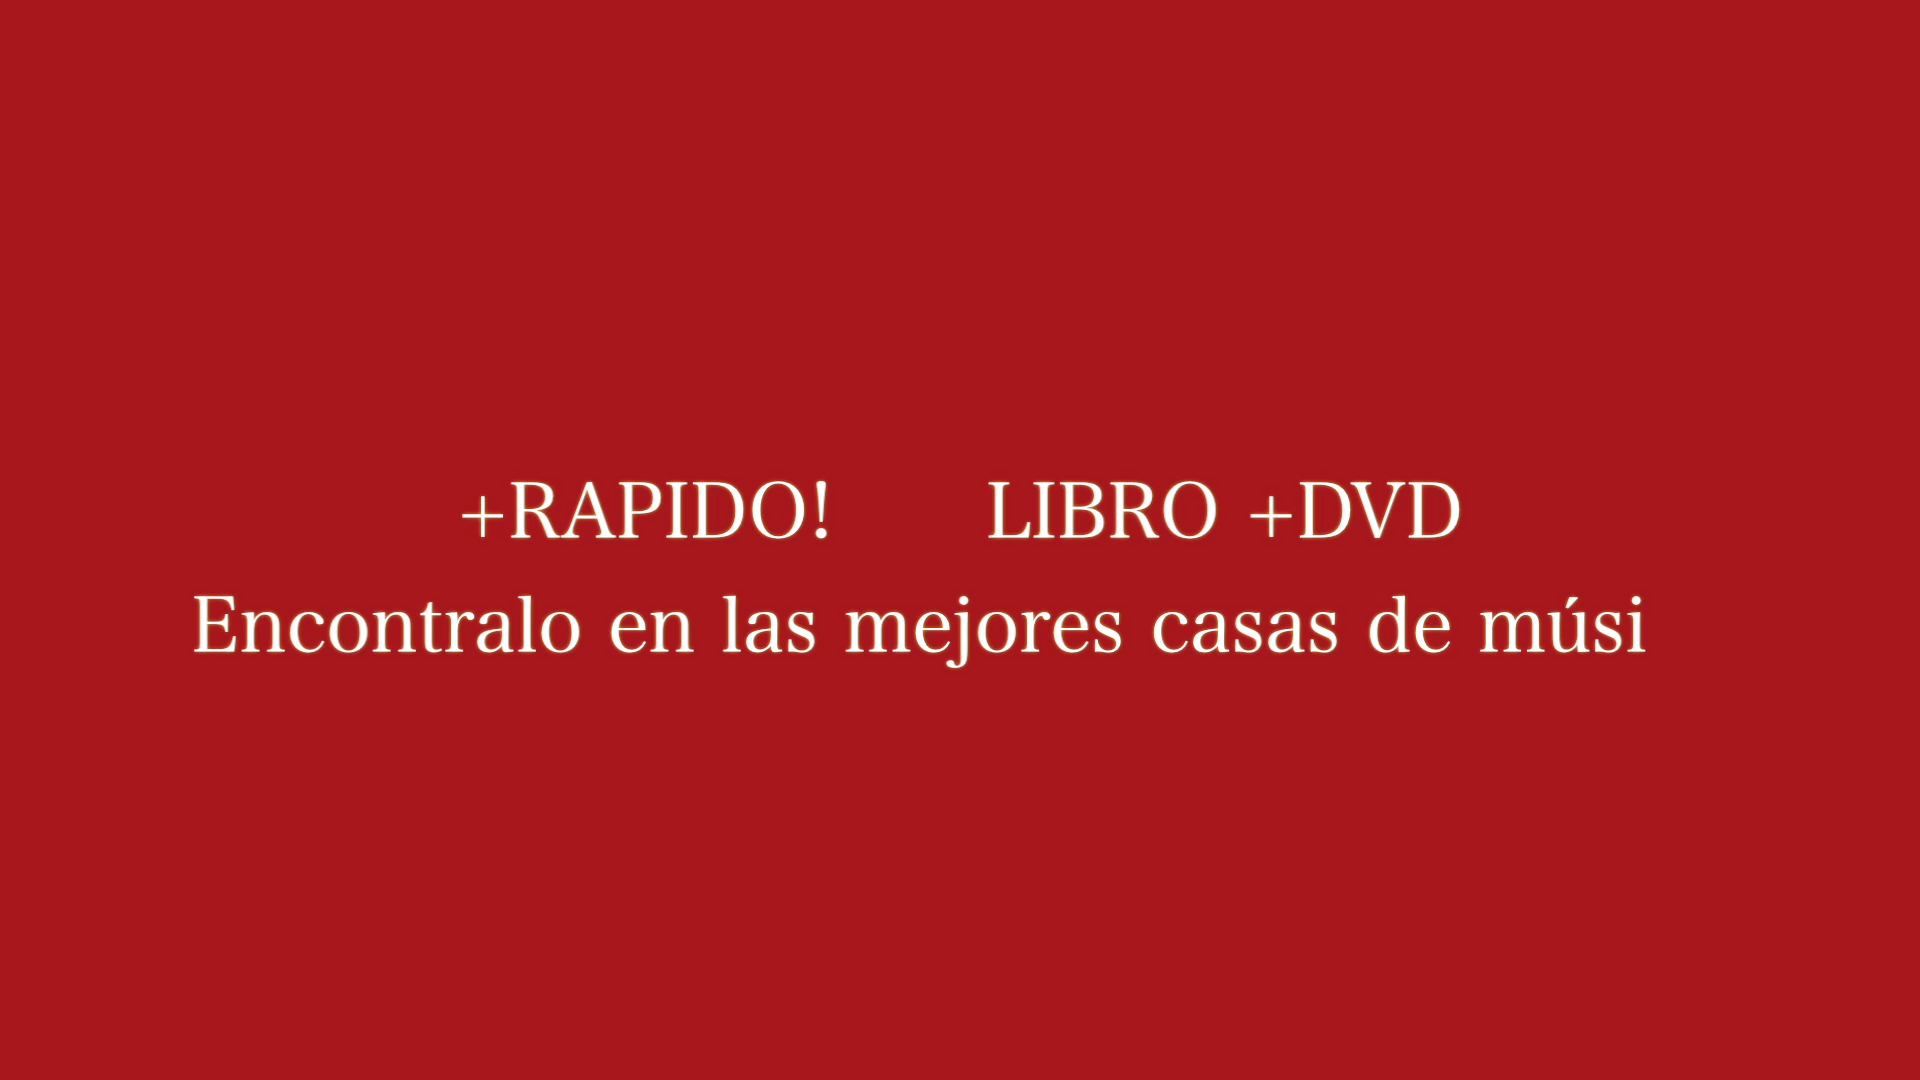 +RAPIDO! LIBRO +DVD
Encontralo en las mejores casas de músi